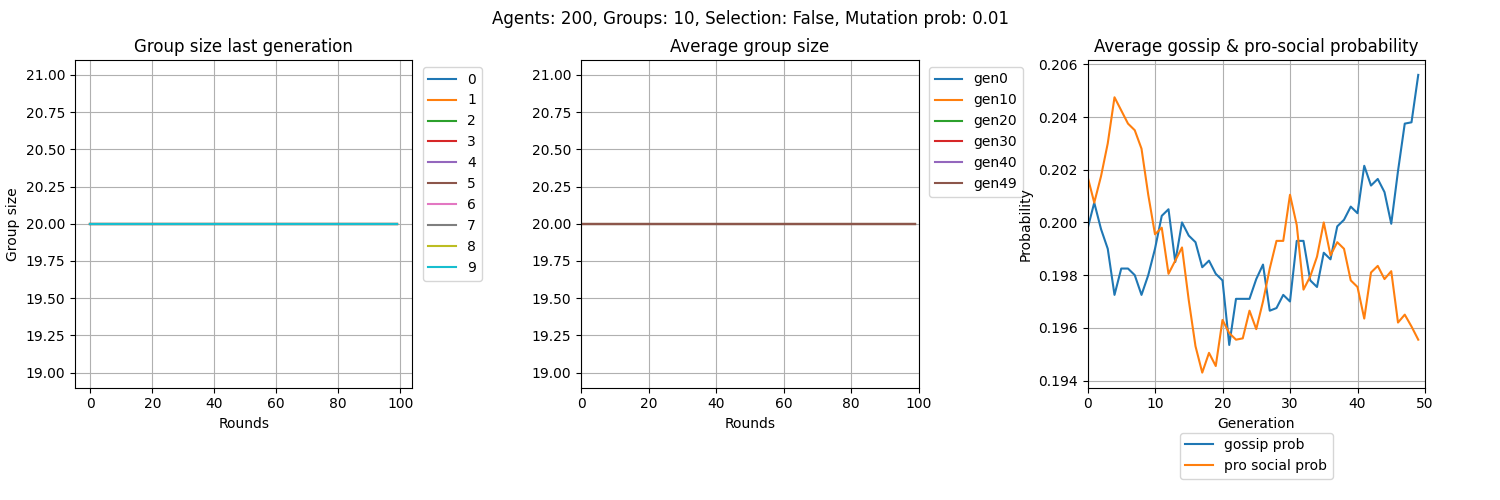 Agents: 200, Groups: 10, Selection: False, Mutation prob: 0.01
Group size last generation
Group size
21.00
20.75
20.50
20.25
20.00
19.75
19.50
19.25
19.00
0 20 40 60 80 100
Rounds
0
1
2
3
4
5
6
7
8
9
Average group size
21.00
20.75
20.50
20.25
20.00
19.75
19.50
19.25
19.00
0 20 40 60 80 100
Rounds
gen0
gen10
gen20
gen30
gen40
gen49
Average gossip & pro-social probability
Probability
0.206
0.204
0.202
0.200
0.198
0.196
0.194
0 10 20 30 40 50
Generation
gossip prob
pro social prob